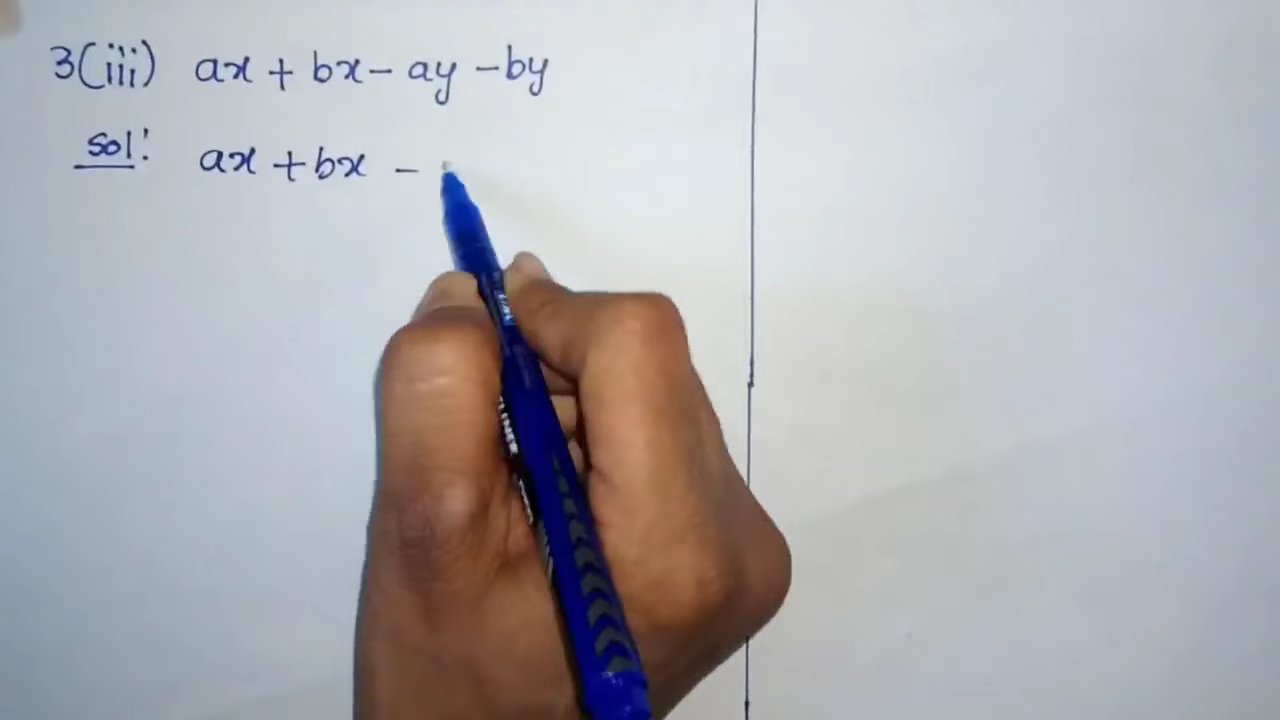 3(iii) ax + bx - ay - by
sol: ax + bx -